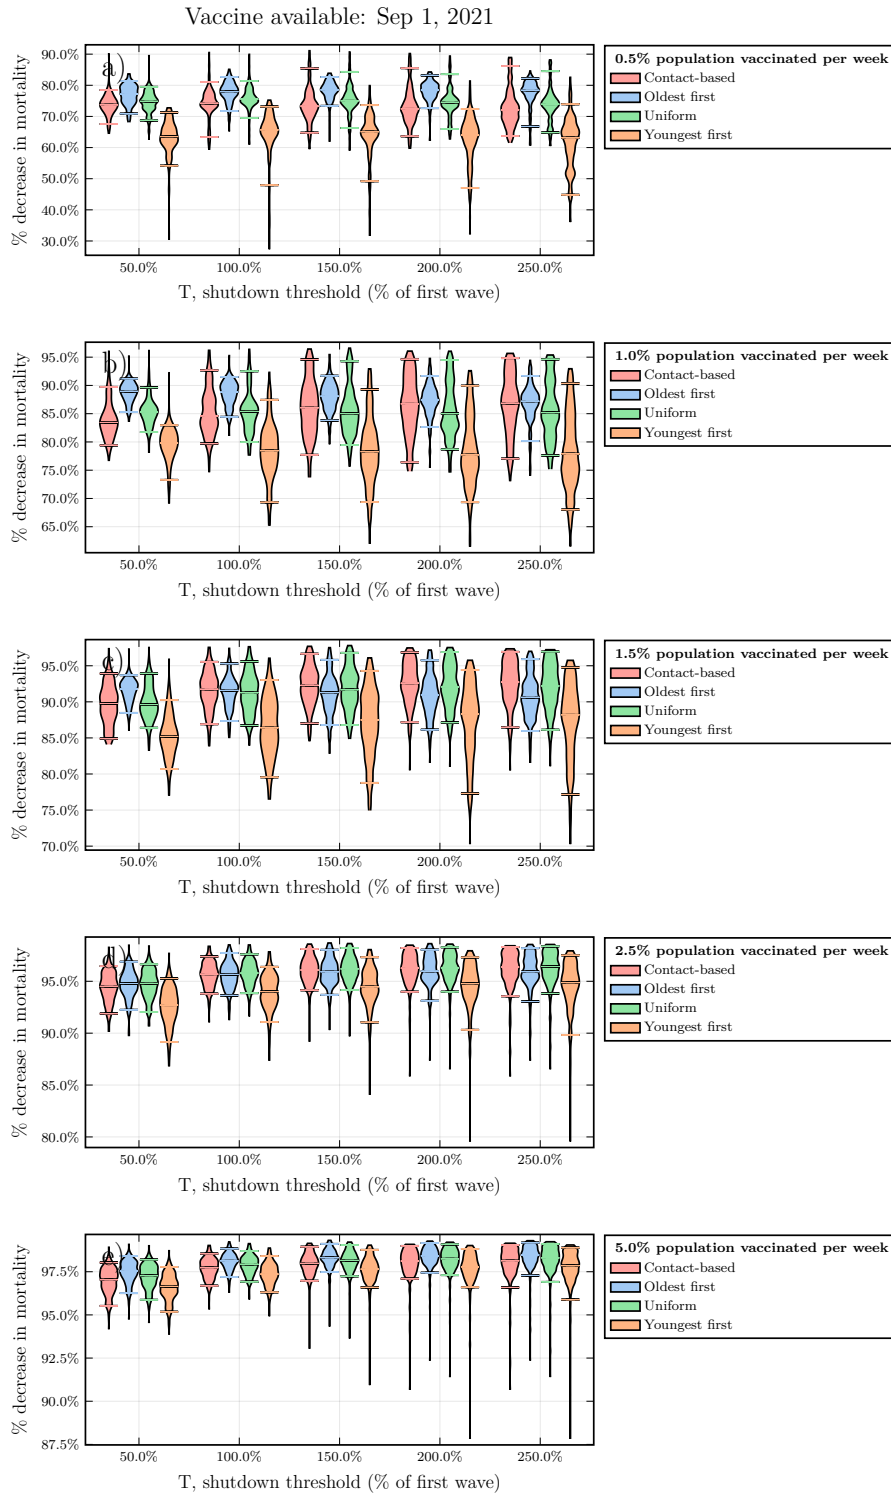 Vaccine available: Sep 1, 2021
a)
% decrease in mortality
90.0%
80.0%
70.0%
60.0%
50.0%
40.0%
30.0%
50.0% 100.0% 150.0% 200.0% 250.0%
T, shutdown threshold (% of first wave)
0.5% population vaccinated per week
Contact-based
Oldest first
Uniform
Youngest first
b)
% decrease in mortality
95.0%
90.0%
85.0%
80.0%
75.0%
70.0%
65.0%
50.0% 100.0% 150.0% 200.0% 250.0%
T, shutdown threshold (% of first wave)
1.0% population vaccinated per week
Contact-based
Oldest first
Uniform
Youngest first
c)
% decrease in mortality
95.0%
90.0%
85.0%
80.0%
75.0%
70.0%
50.0% 100.0% 150.0% 200.0% 250.0%
T, shutdown threshold (% of first wave)
1.5% population vaccinated per week
Contact-based
Oldest first
Uniform
Youngest first
d)
% decrease in mortality
95.0%
90.0%
85.0%
80.0%
50.0% 100.0% 150.0% 200.0% 250.0%
T, shutdown threshold (% of first wave)
2.5% population vaccinated per week
Contact-based
Oldest first
Uniform
Youngest first
e)
% decrease in mortality
97.5%
95.0%
92.5%
90.0%
87.5%
50.0% 100.0% 150.0% 200.0% 250.0%
T, shutdown threshold (% of first wave)
5.0% population vaccinated per week
Contact-based
Oldest first
Uniform
Youngest first